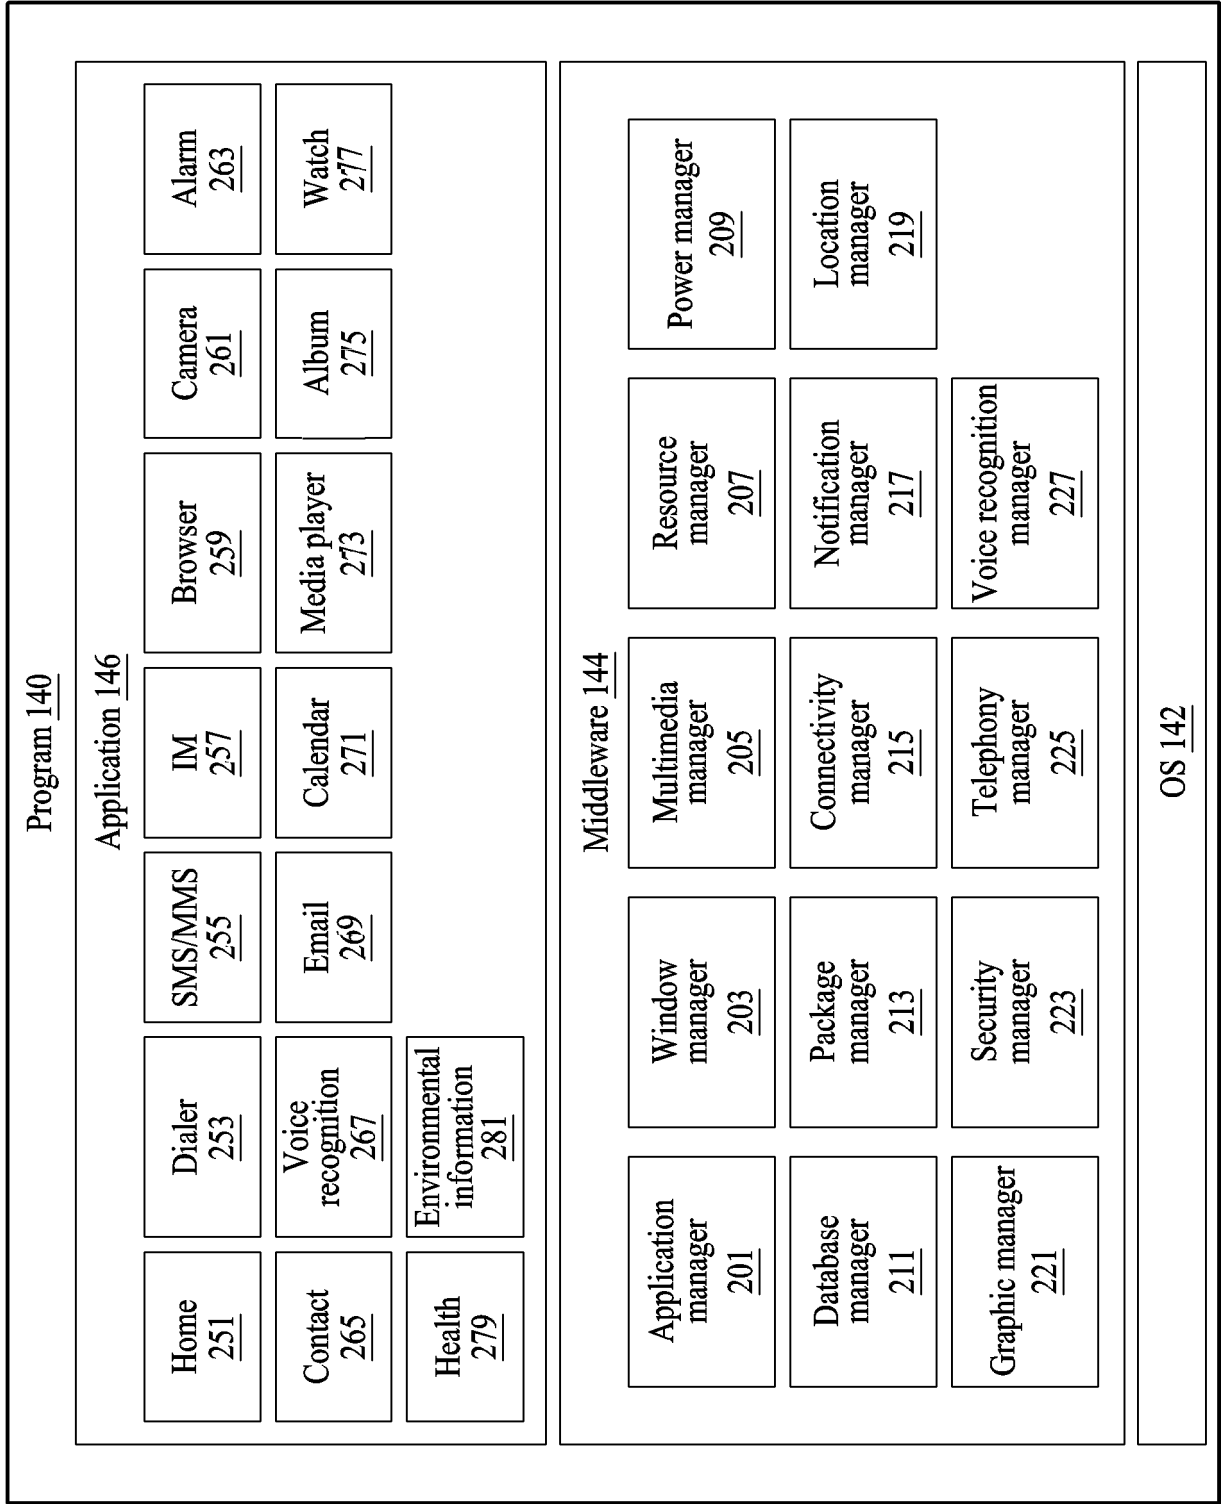 Program 140
Application 146
Home
251
Dialer
253
SMS/MMS
255
IM
257
Browser
259
Camera
261
Alarm
263
Contact
265
Voice
recognition
267
Email
269
Calendar
271
Media player
273
Album
275
Watch
277
Health
279
Environmental
information
281
Middleware 144
Application
manager
201
Window
manager
203
Multimedia
manager
205
Resource
manager
207
Power manager
209
Database
manager
211
Package
manager
213
Connectivity
manager
215
Notification
manager
217
Location
manager
219
Graphic manager
221
Security
manager
223
Telephony
manager
225
Voice recognition
manager
227
OS 142